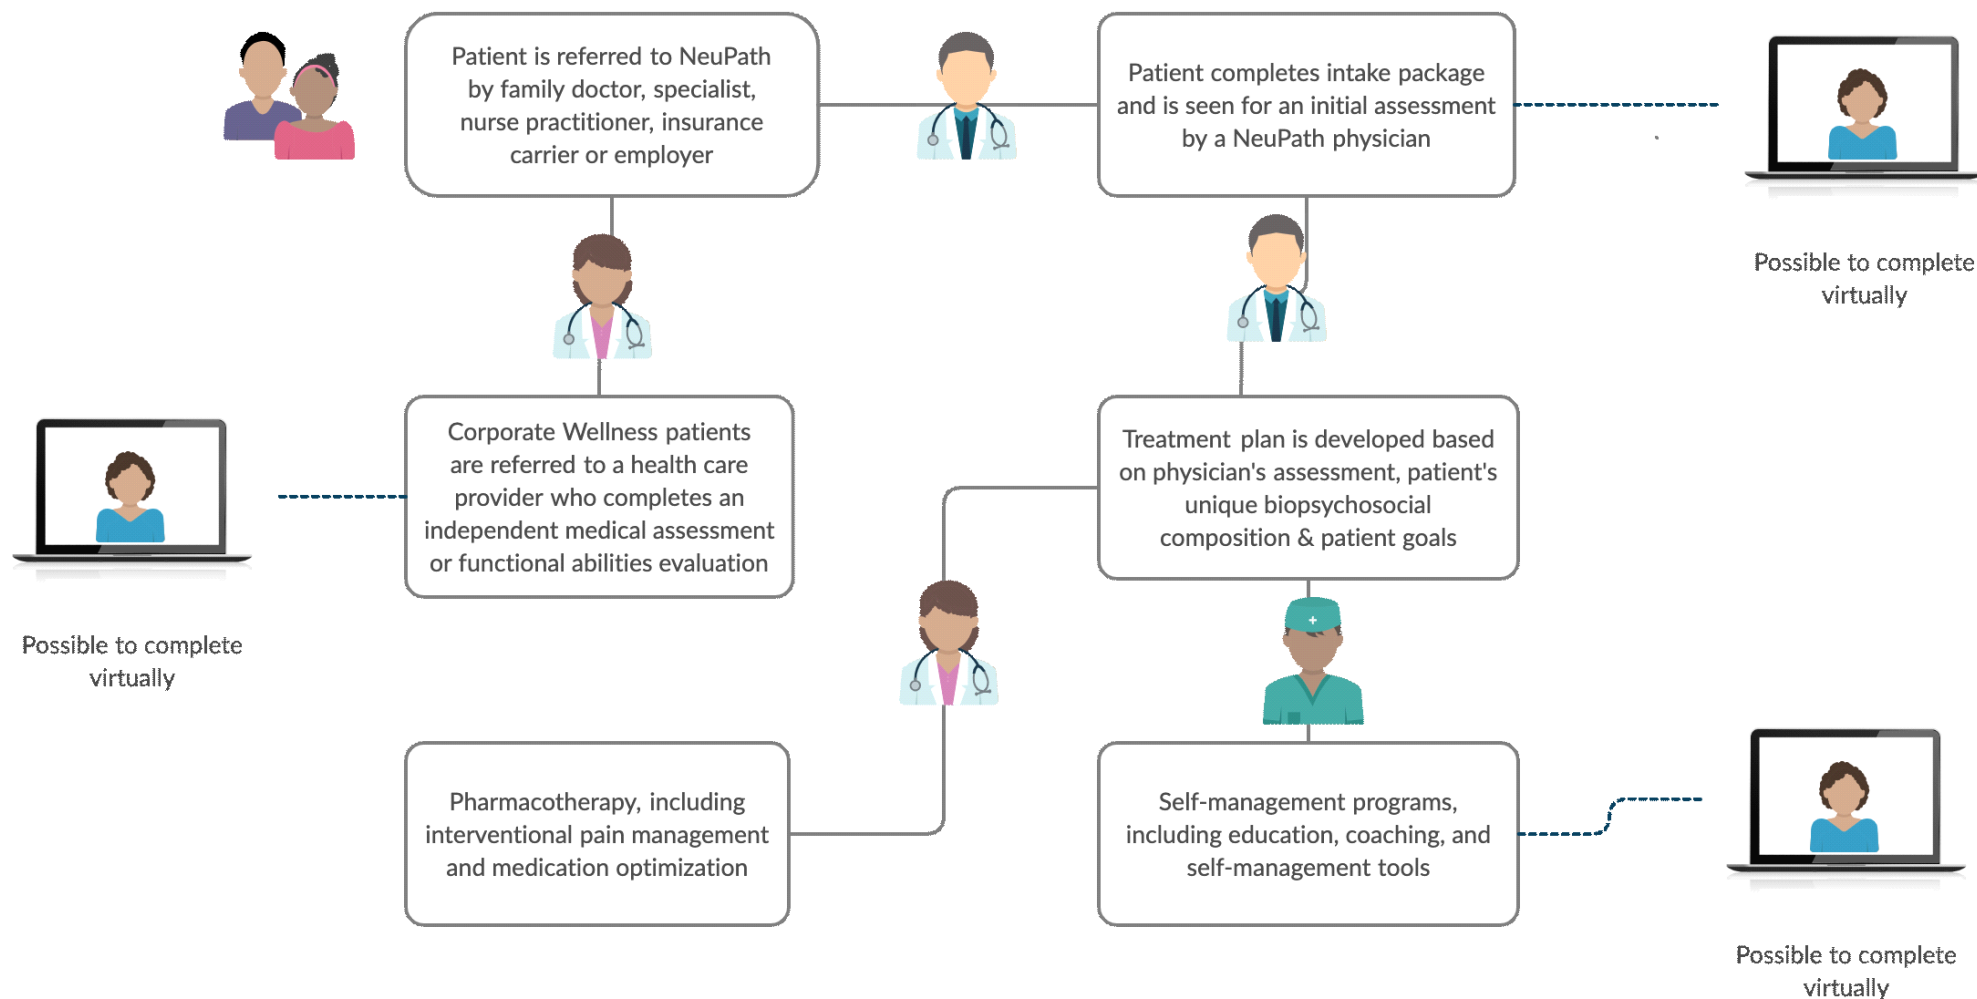 Patient is referred to NeuPath
by family doctor, specialist,
nurse practitioner, insurance
carrier or employer
Patient completes intake package
and is seen for an initial assessment
by a NeuPath physician
Possible to complete
virtually
Corporate Wellness patients
are referred to a health care
provider who completes an
independent medical assessment
or functional abilities evaluation
Treatment plan is developed based
on physician's assessment, patient's
unique biopsychosocial
composition & patient goals
Possible to complete
virtually
Pharmacotherapy, including
interventional pain management
and medication optimization
Self-management programs,
including education, coaching, and
self-management tools
Possible to complete
virtually